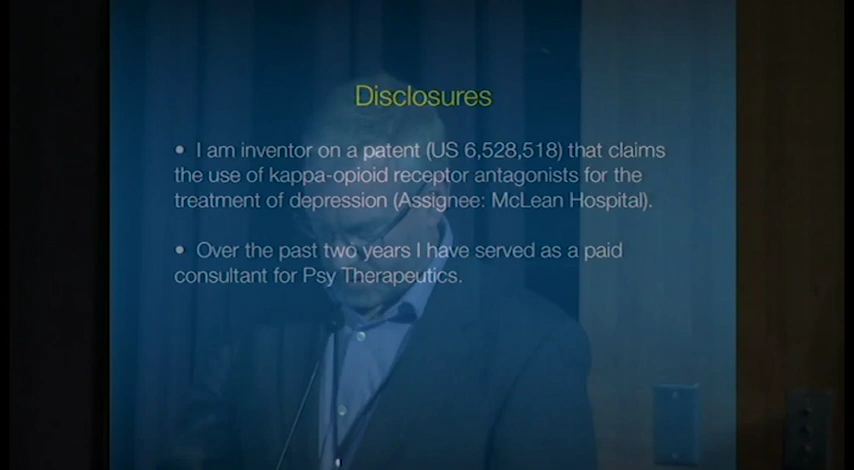 Disclosures
• I am inventor on a patent (US 6,528,518) that claims
the use of kappa-opioid receptor antagonists for the
treatment of depression (Assignee: McLean Hospital).
• Over the past two years I have served as a paid
consultant for Psy Therapeutics.